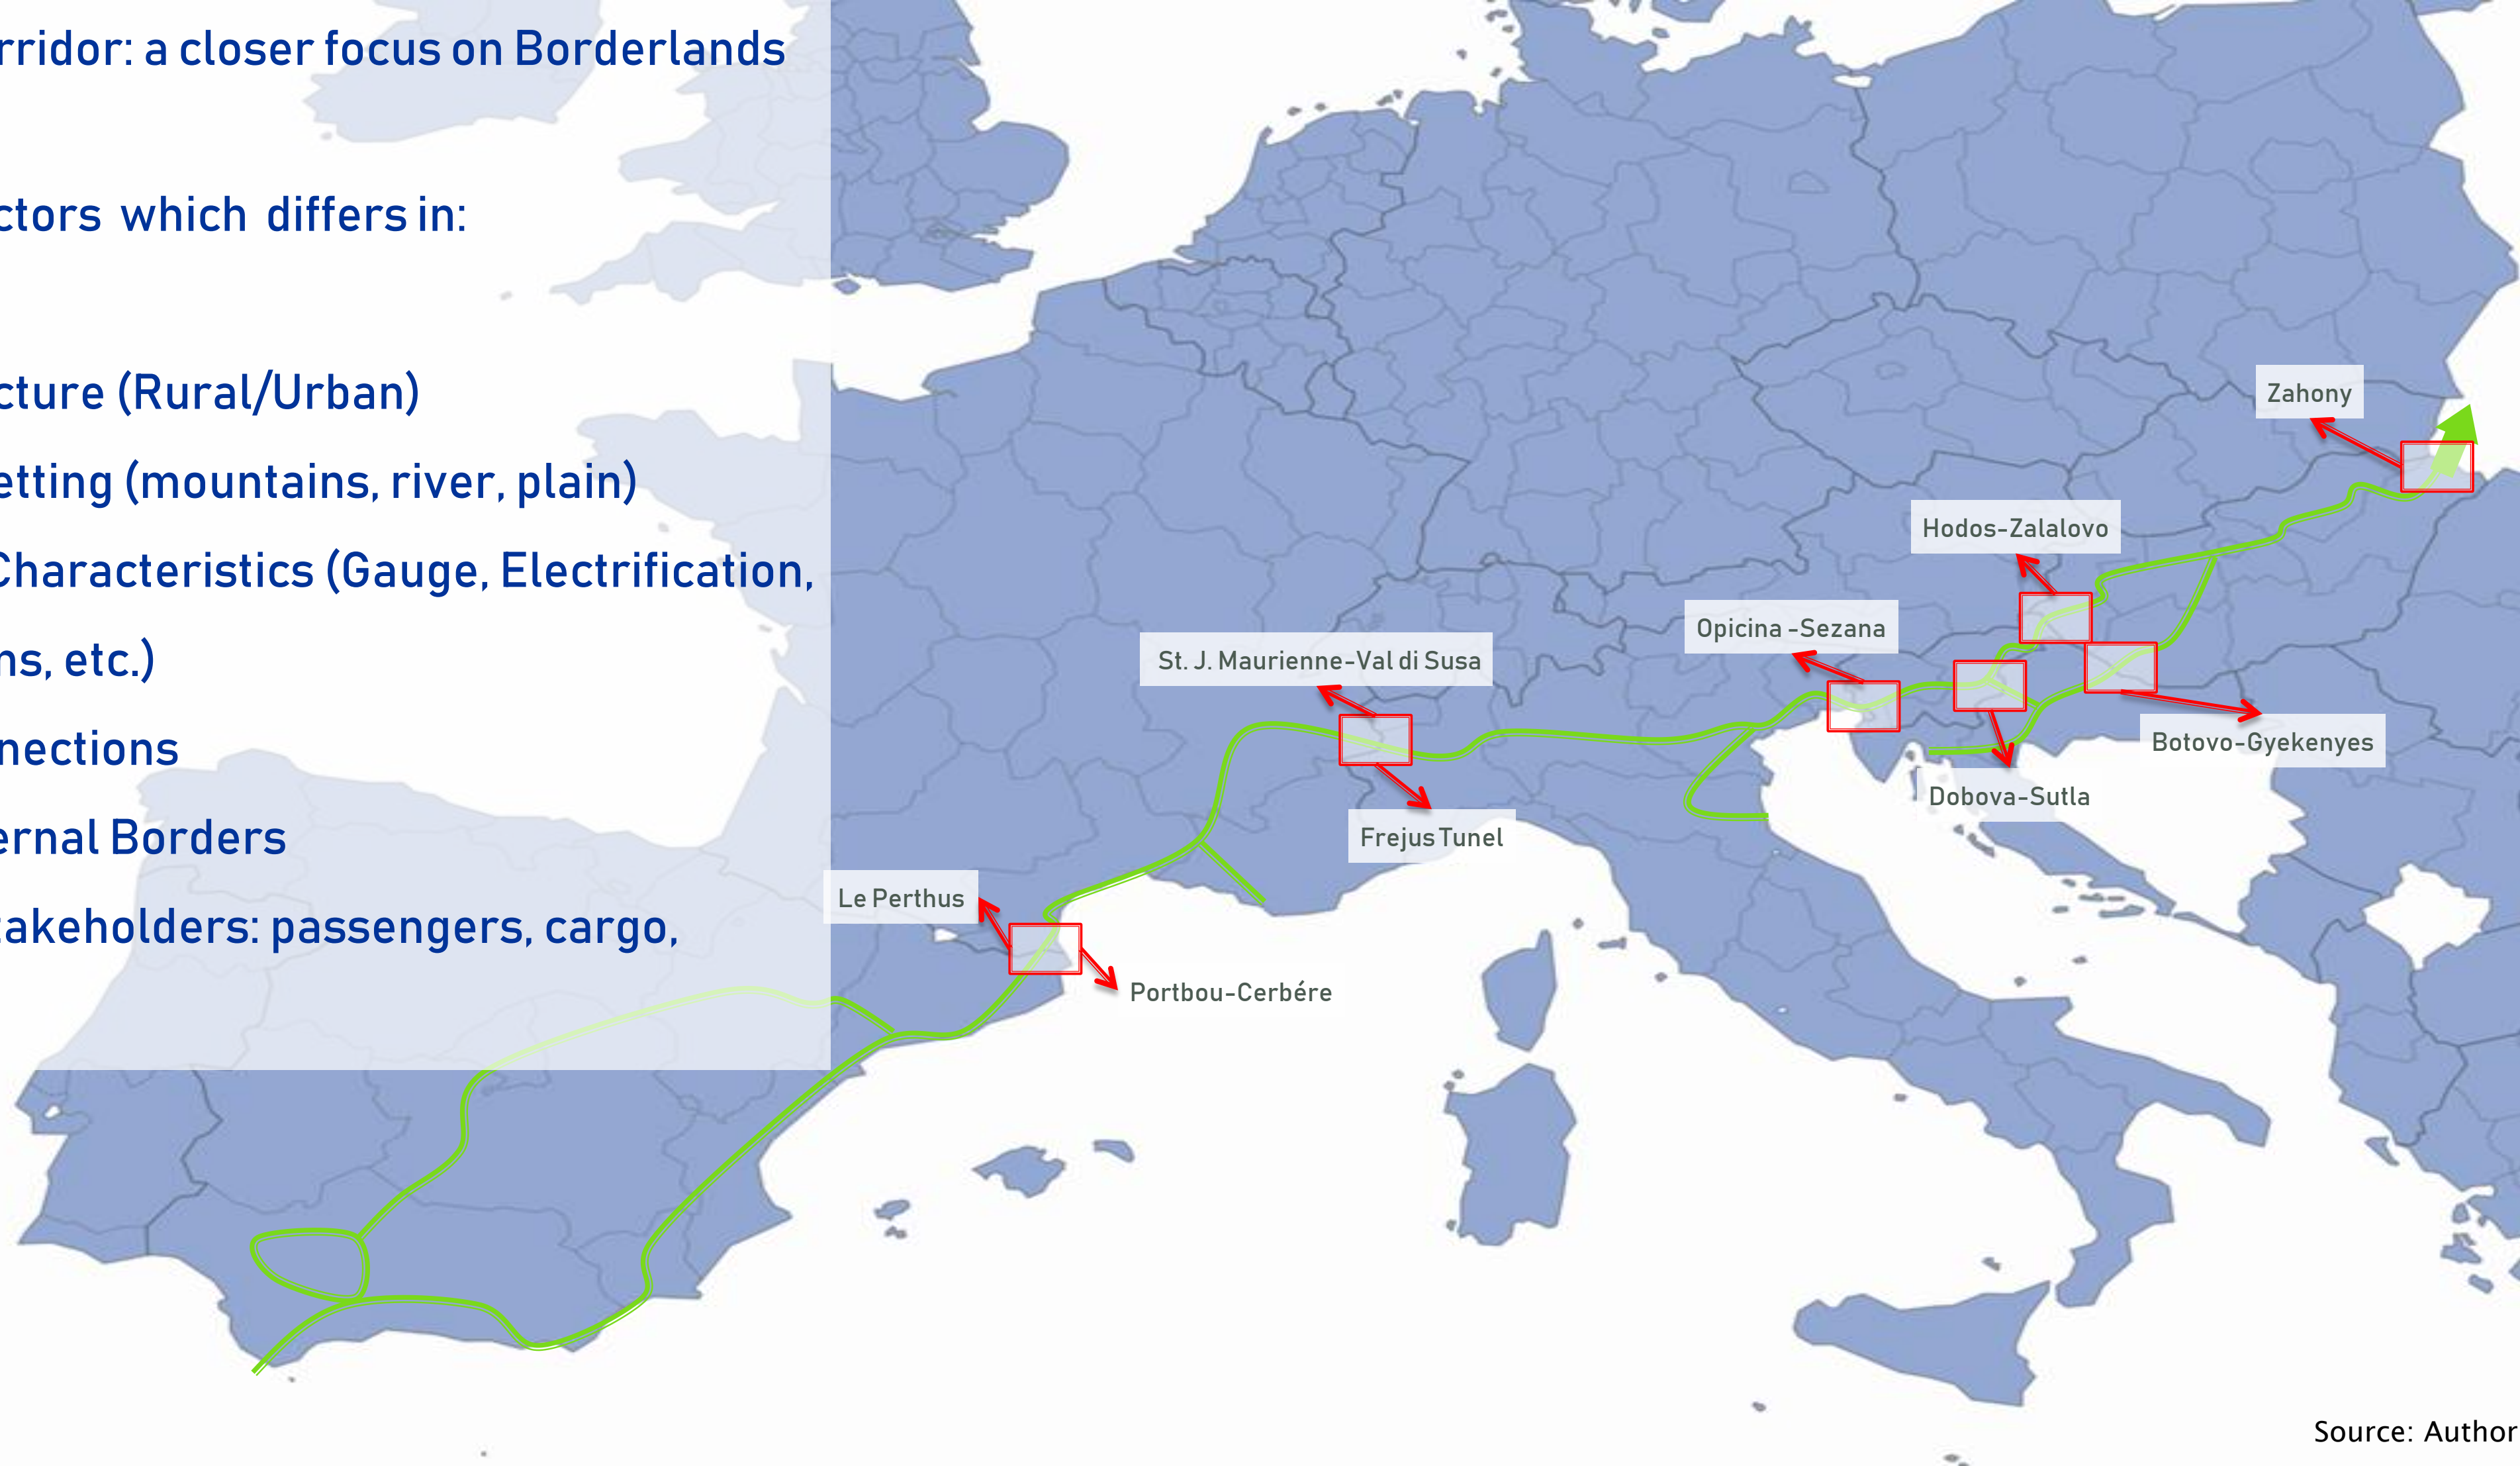 rridor: a closer focus on Borderlands
ctors which differs in:
cture (Rural/Urban)
etting (mountains, river, plain)
Characteristics (Gauge, Electrification,
ns, etc.)
nnections
ernal Borders
takeholders: passengers, cargo,
Zahony
Hodos-Zalalovo
Opicina -Sezana
St. J. Maurienne-Val di Susa
Botovo-Gyekenyes
Dobova-Sutla
Frejus Tunel
Le Perthus
Portbou-Cerbére
Source: Author